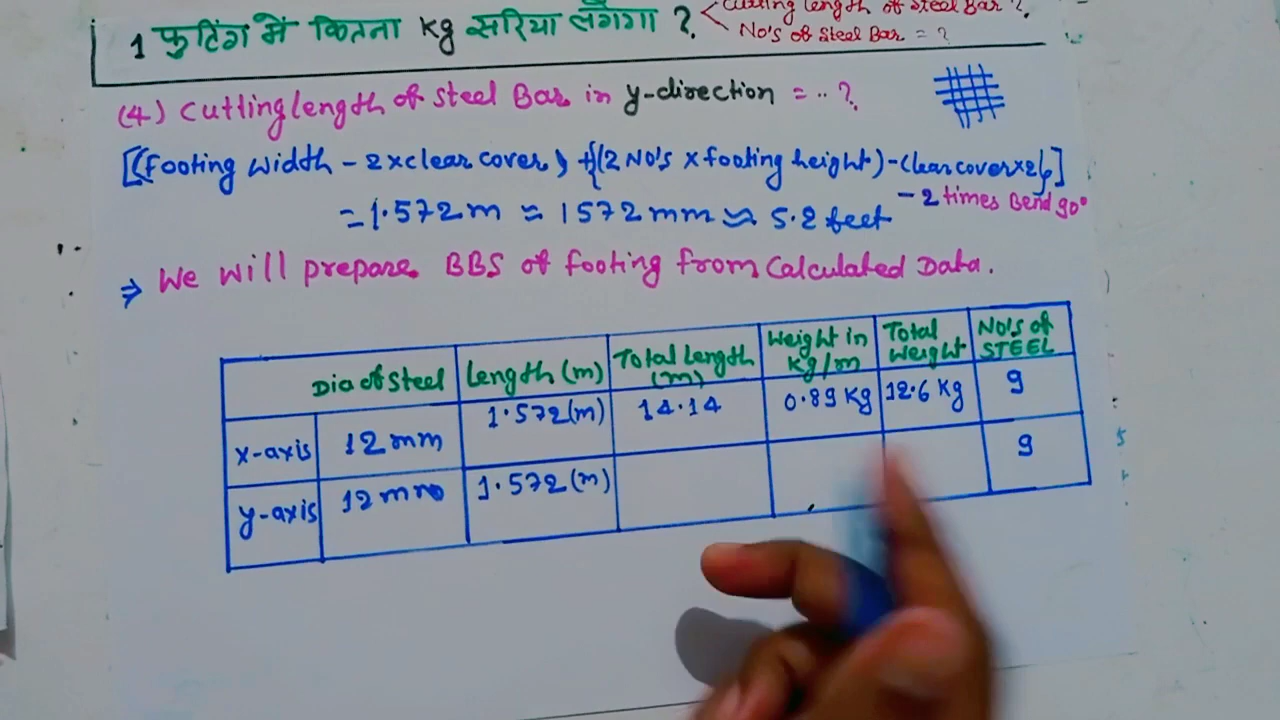 Cutting length of Steel Bar ?
1 फुटिंग में कितना kg सरिया लगेगा ?
No's of Steel Bar = ?
(4) Cutting length of Steel Bar in y-direction = .. ?
[(Footing Width - 2 x clear cover) + {(2 No's x footing height) - Clear cover x 2}]
- 2 times Bend 90°
= 1.572m ≈ 1572mm ≈ 5.2 feet
⇒ We will prepare BBS of footing from Calculated Data.
Dia of Steel | Length (m) | Total Length (m) | Weight in kg/m | Total Weight | No's of STEEL
x-axis | 12 mm | 1.572 (m) | 14.14 | 0.89 Kg | 12.6 Kg | 9
y-axis | 12 mm | 1.572 (m) | 9